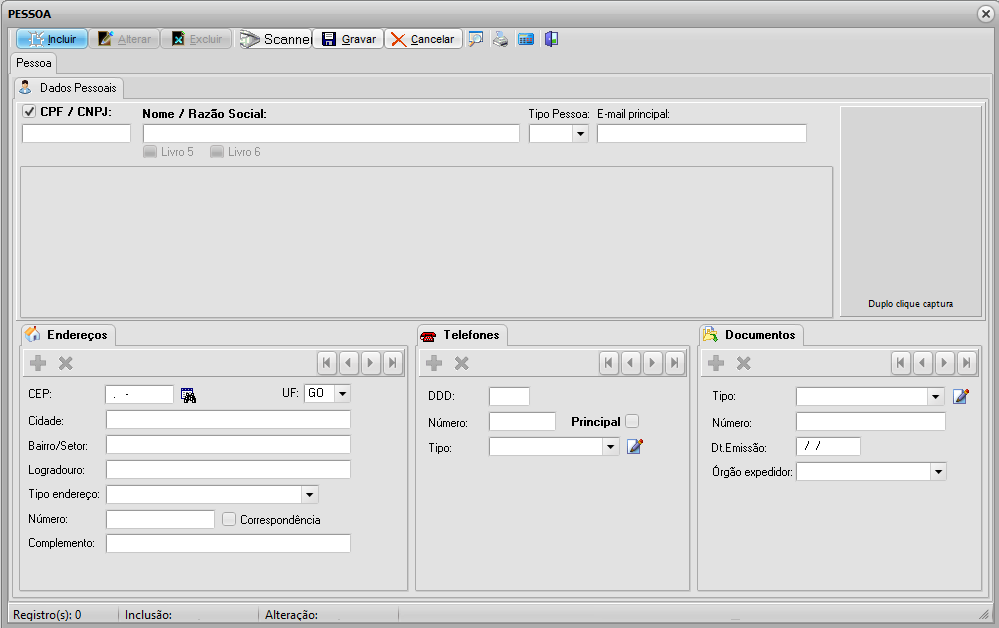 PESSOA
Incluir Alterar Excluir Scanner Gravar Cancelar
Pessoa
Dados Pessoais
CPF / CNPJ: Nome / Razão Social: Tipo Pessoa: E-mail principal:
Livro 5 Livro 6
Duplo clique captura
Endereços
CEP: . - UF: GO
Cidade:
Bairro/Setor:
Logradouro:
Tipo endereço:
Número: Correspondência
Complemento:
Telefones
DDD:
Número: Principal
Tipo:
Documentos
Tipo:
Número:
Dt.Emissão: / /
Órgão expedidor:
Registro(s): 0 Inclusão: Alteração: